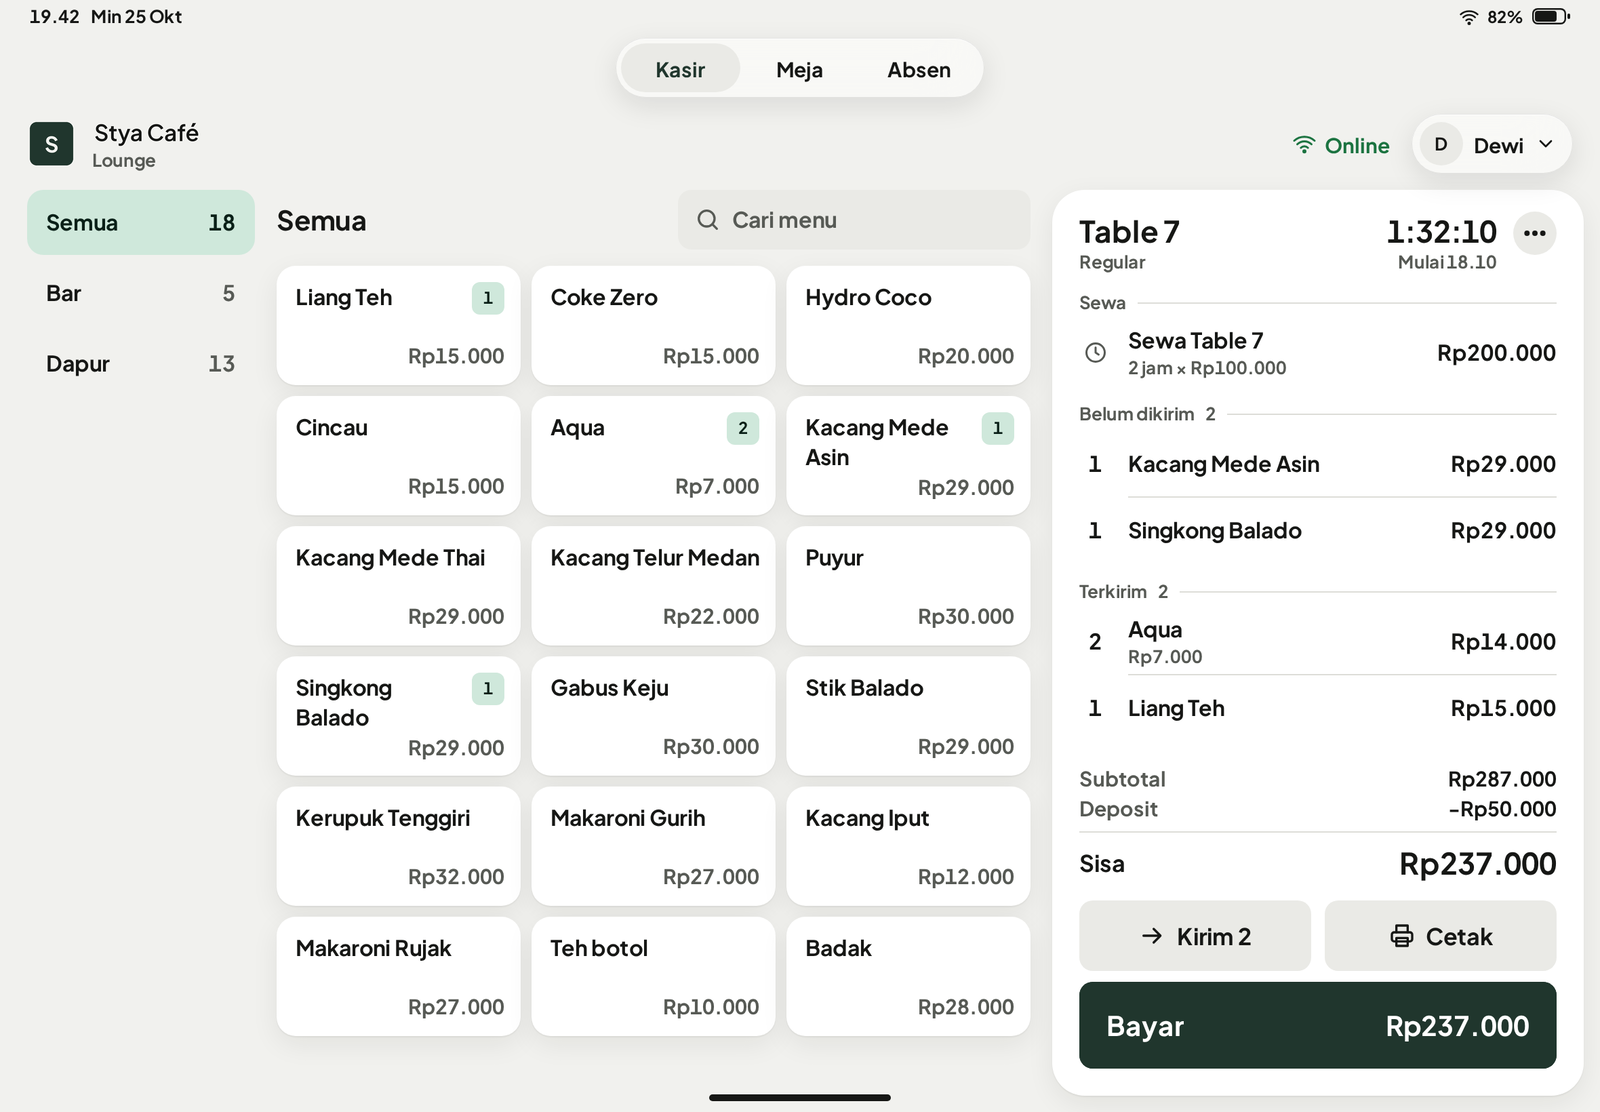 19.42 Min 25 Okt
82%
Kasir
Meja
Absen
S
Stya Café
Lounge
Online
D
Dewi
Semua 18
Bar 5
Dapur 13
Semua
Cari menu
Liang Teh 1
Rp15.000
Coke Zero
Rp15.000
Hydro Coco
Rp20.000
Cincau
Rp15.000
Aqua 2
Rp7.000
Kacang Mede 1
Asin
Rp29.000
Kacang Mede Thai
Rp29.000
Kacang Telur Medan
Rp22.000
Puyur
Rp30.000
Singkong 1
Balado
Rp29.000
Gabus Keju
Rp30.000
Stik Balado
Rp29.000
Kerupuk Tenggiri
Rp32.000
Makaroni Gurih
Rp27.000
Kacang Iput
Rp12.000
Makaroni Rujak
Rp27.000
Teh botol
Rp10.000
Badak
Rp28.000
Table 7 1:32:10
Regular Mulai 18.10
Sewa
Sewa Table 7 Rp200.000
2 jam × Rp100.000
Belum dikirim 2
1 Kacang Mede Asin Rp29.000
1 Singkong Balado Rp29.000
Terkirim 2
2 Aqua Rp14.000
Rp7.000
1 Liang Teh Rp15.000
Subtotal Rp287.000
Deposit -Rp50.000
Sisa Rp237.000
Kirim 2
Cetak
Bayar Rp237.000